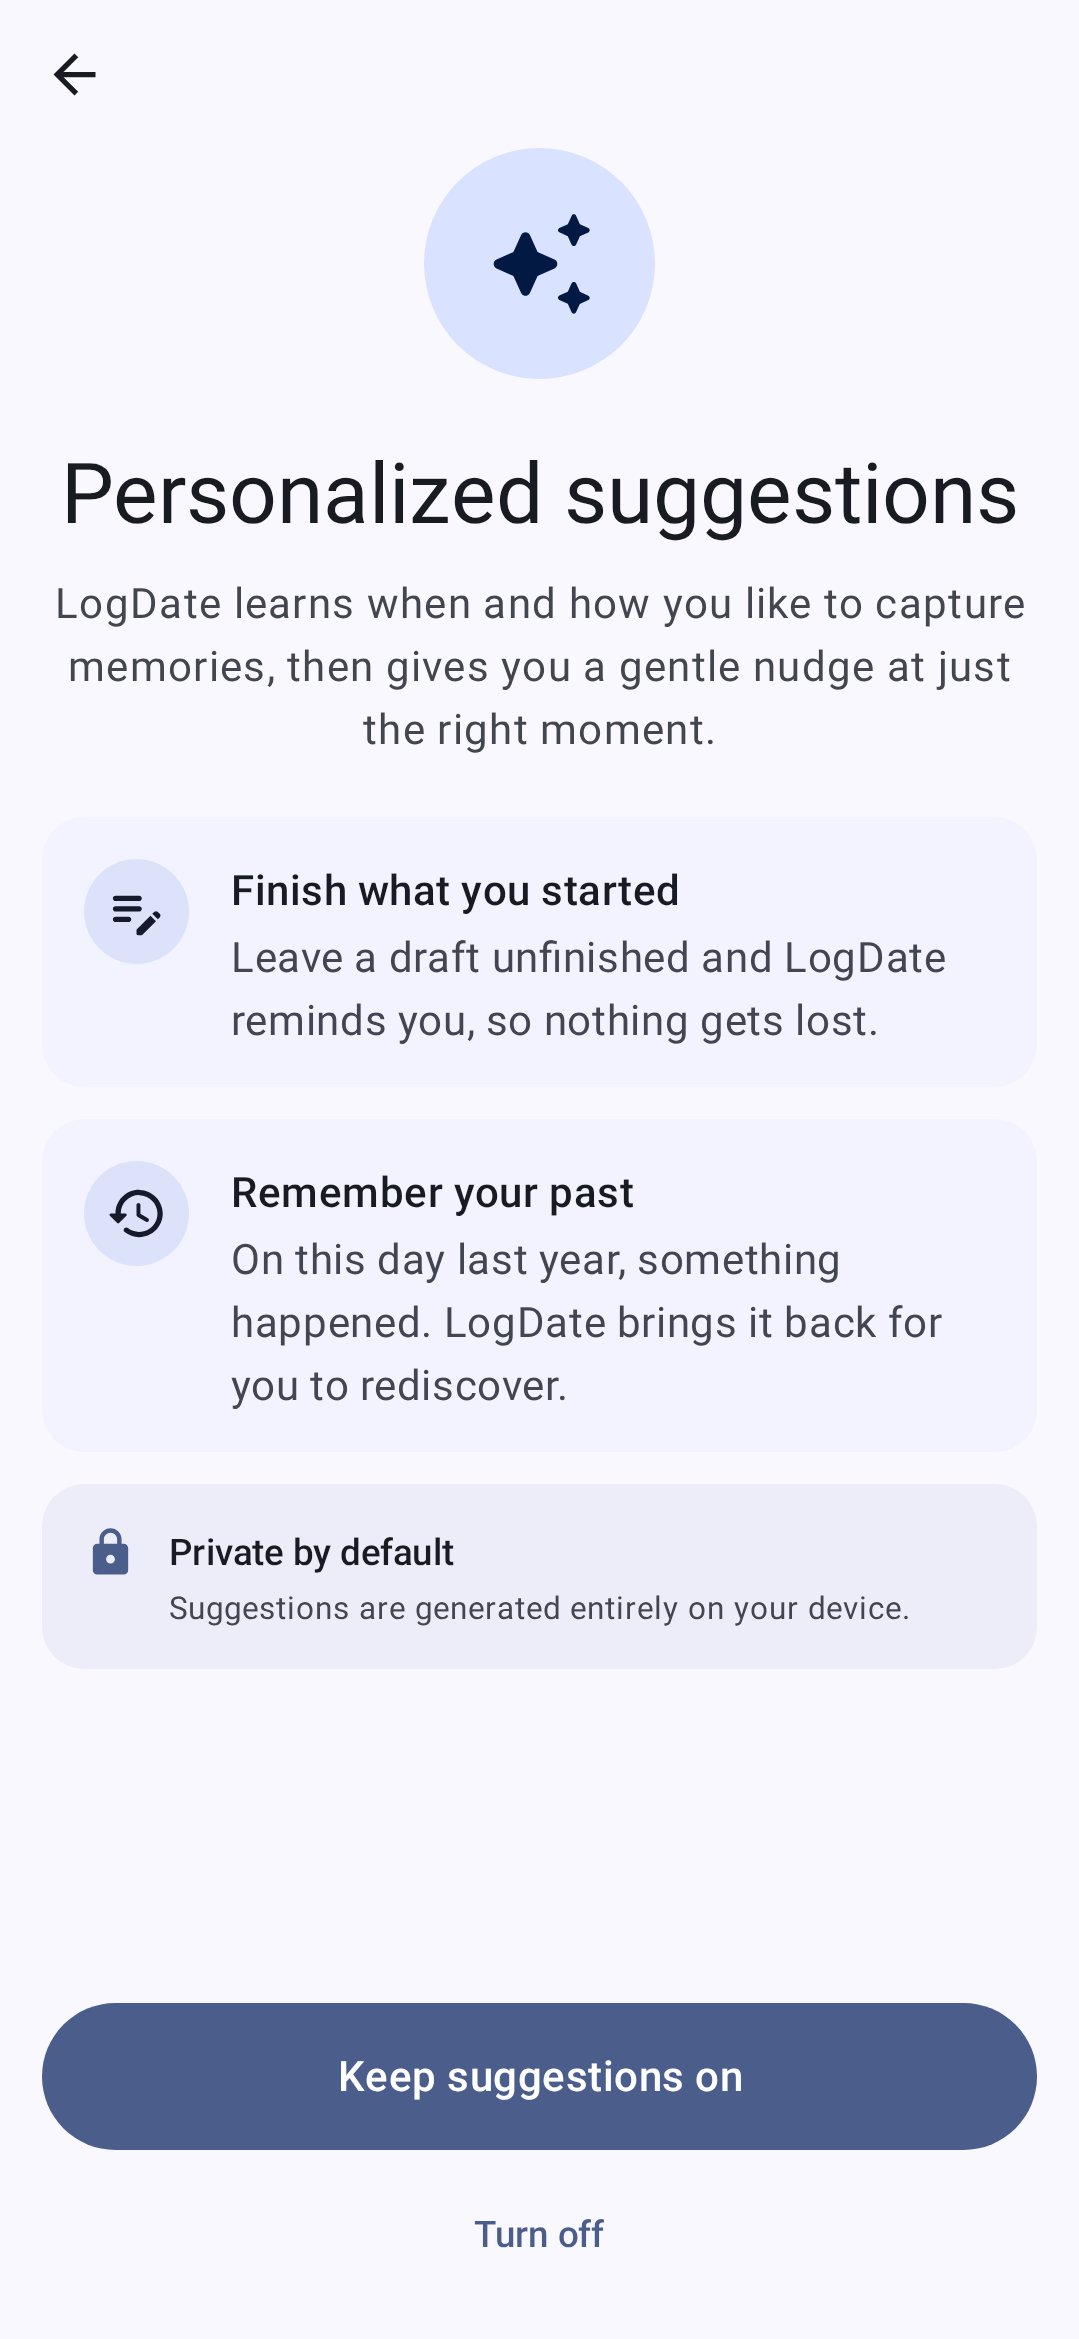 Personalized suggestions
LogDate learns when and how you like to capture
memories, then gives you a gentle nudge at just
the right moment.
Finish what you started
Leave a draft unfinished and LogDate
reminds you, so nothing gets lost.
Remember your past
On this day last year, something
happened. LogDate brings it back for
you to rediscover.
Private by default
Suggestions are generated entirely on your device.
Keep suggestions on
Turn off